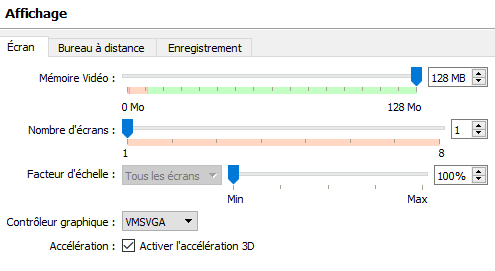 Affichage
Écran Bureau à distance Enregistrement
Mémoire Vidéo : 128 MB
0 Mo 128 Mo
Nombre d'écrans : 1
1 8
Facteur d'échelle : Tous les écrans 100%
Min Max
Contrôleur graphique : VMSVGA
Accélération : Activer l'accélération 3D